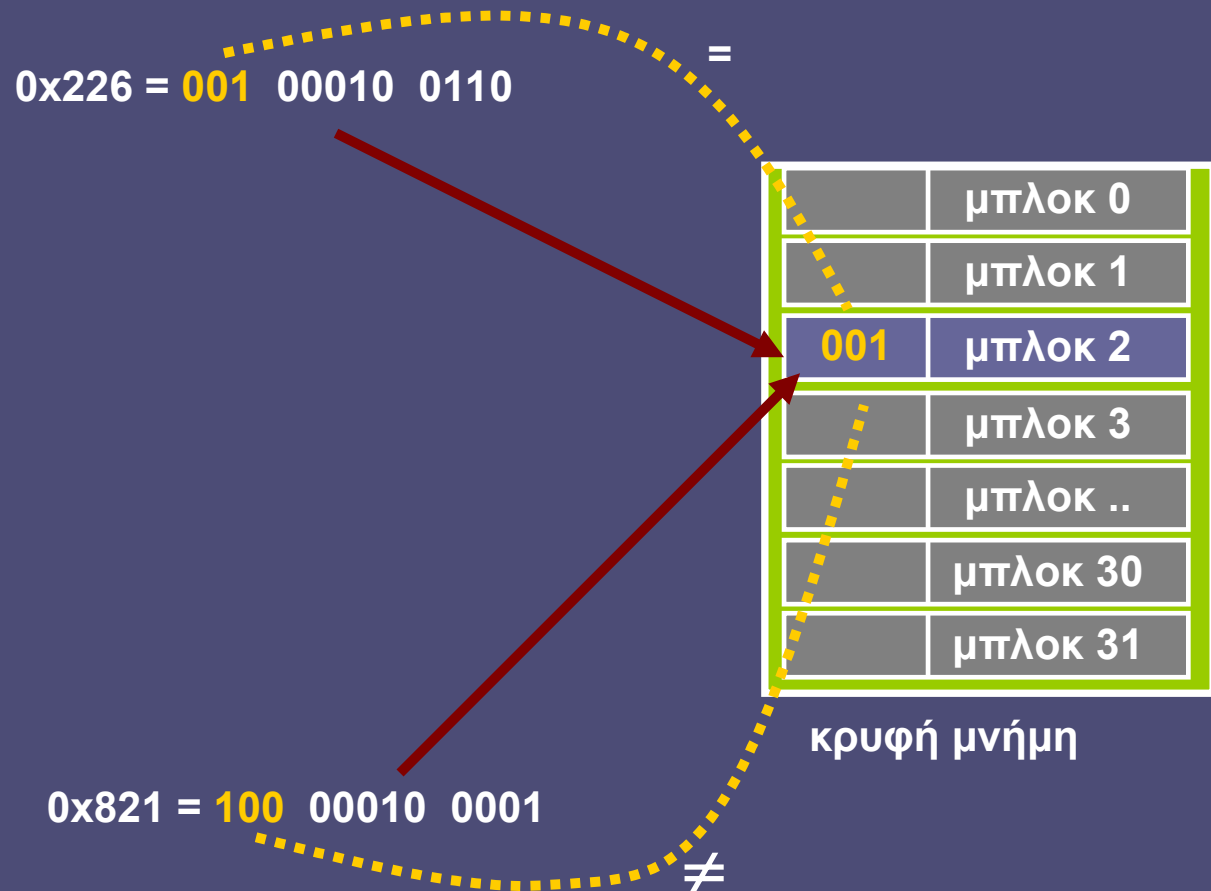 =
0x226 = 001 00010 0110
μπλοκ 0
μπλοκ 1
001 μπλοκ 2
μπλοκ 3
μπλοκ ..
μπλοκ 30
μπλοκ 31
κρυφή μνήμη
0x821 = 100 00010 0001
≠